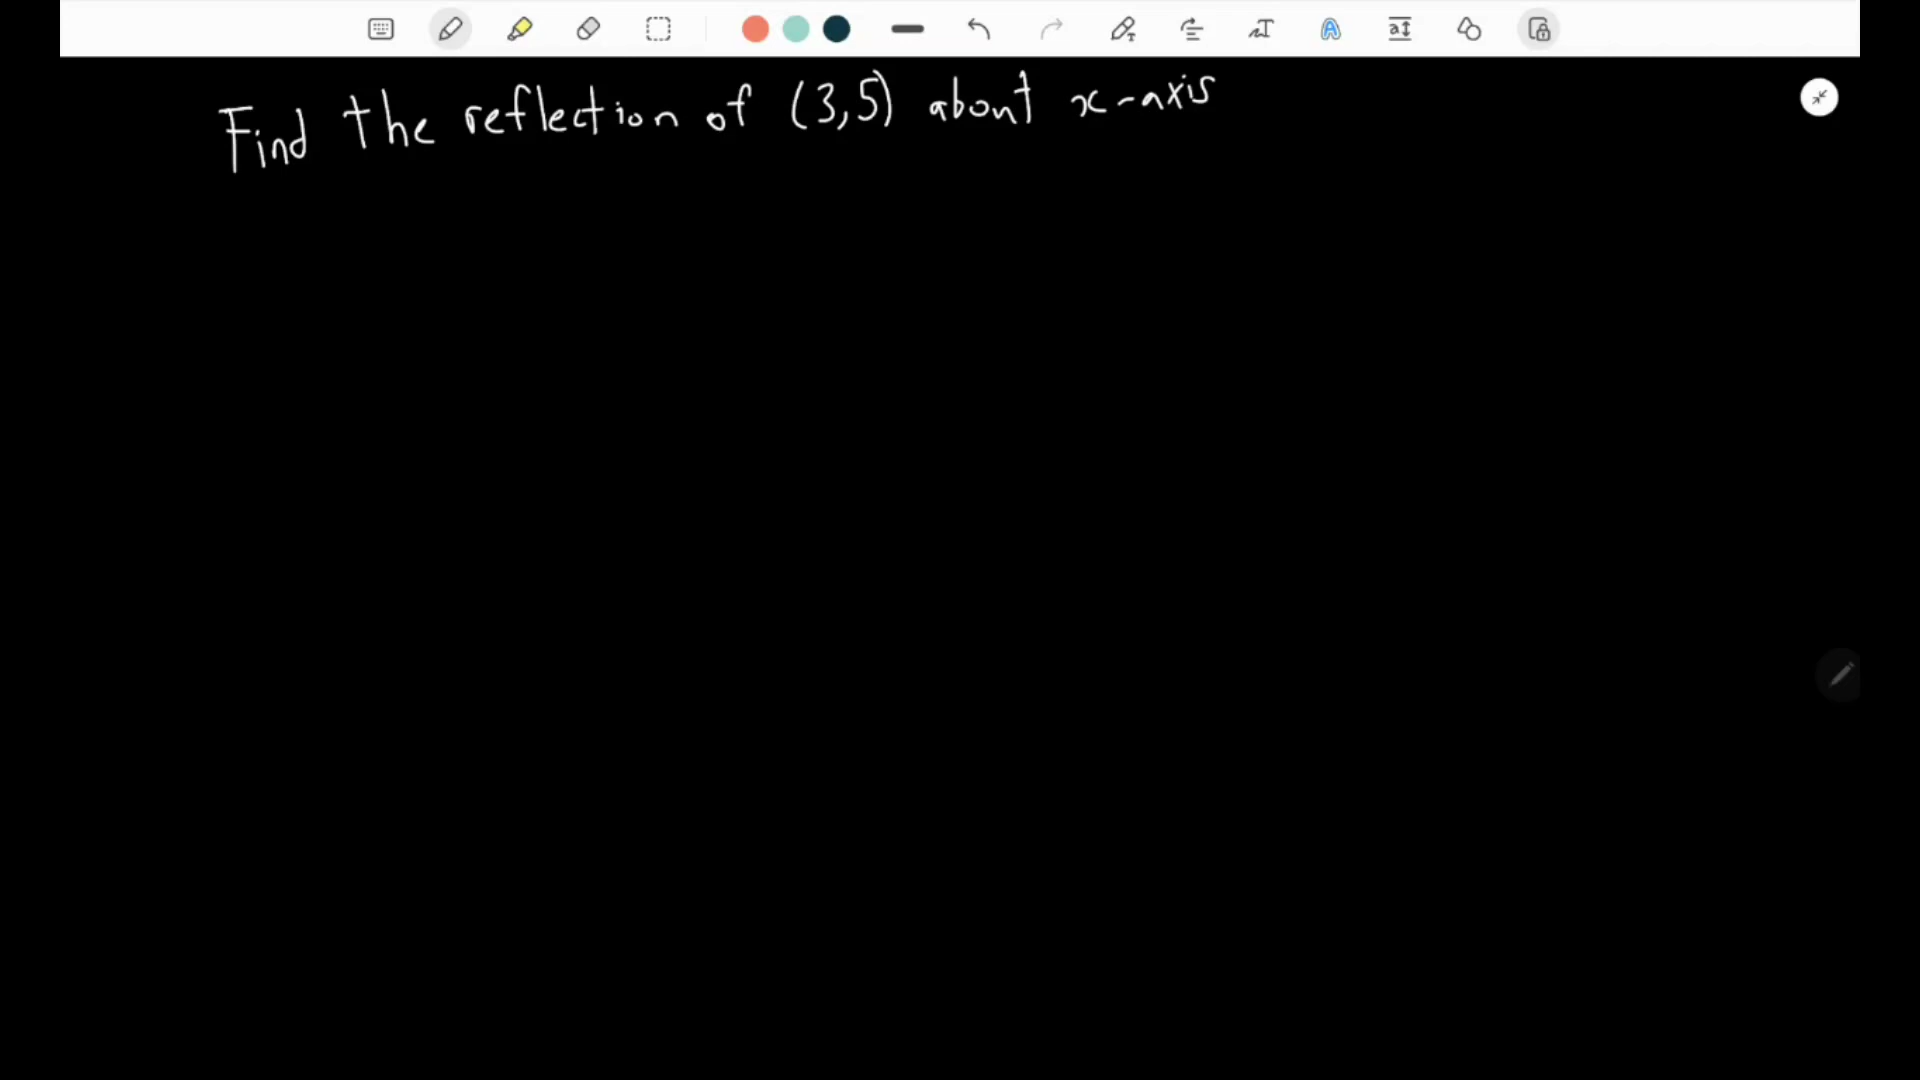 Find the reflection of (3,5) about x-axis